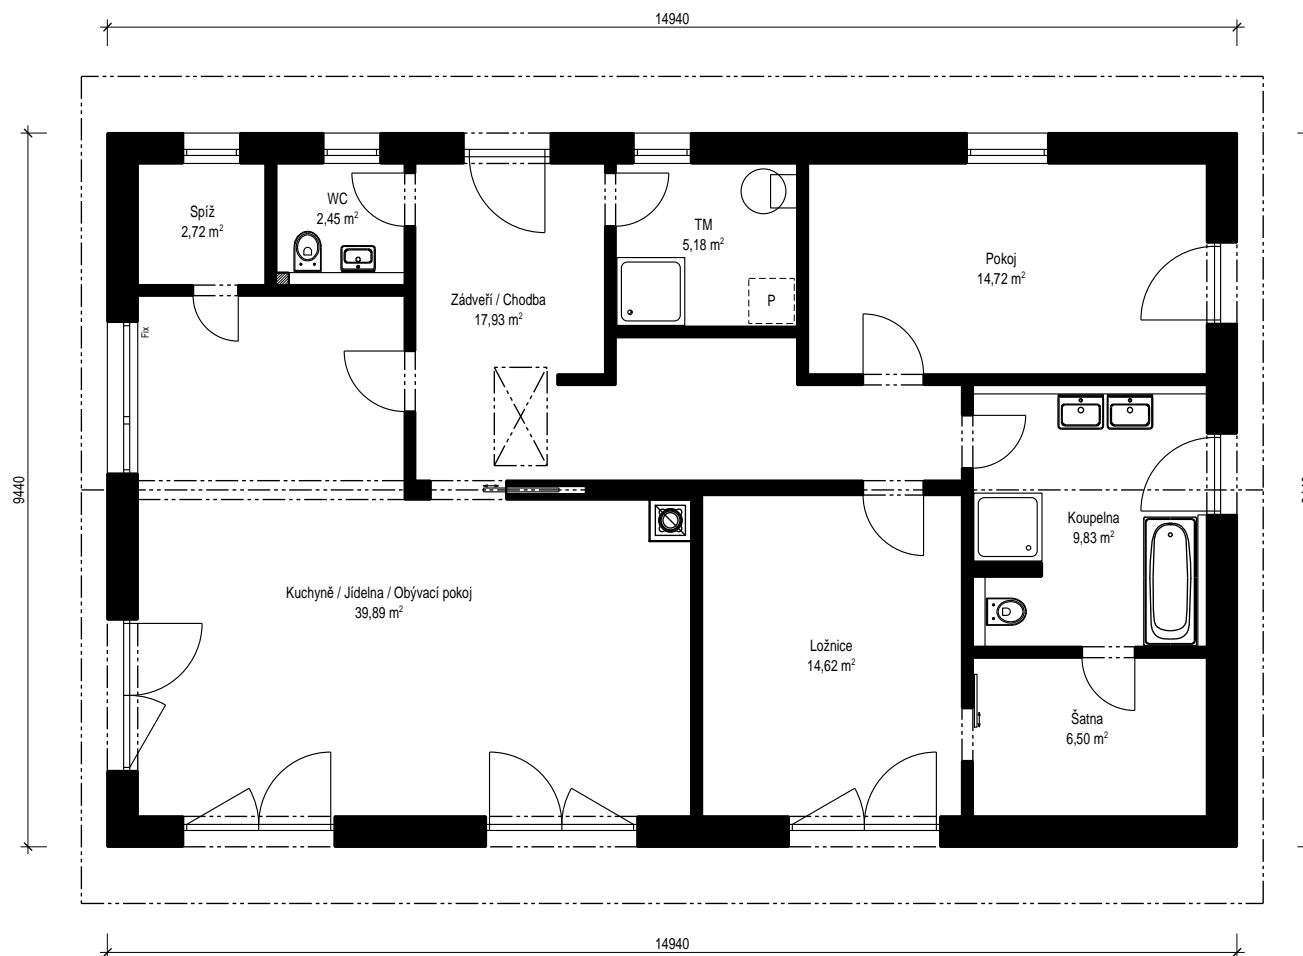 14940
Spíž
2,72 m²
WC
2,45 m²
TM
5,18 m²
Pokoj
14,72 m²
Zádveří / Chodba
17,93 m²
P
Fix
9440
Koupelna
9,83 m²
Kuchyně / Jídelna / Obývací pokoj
39,89 m²
Ložnice
14,62 m²
Šatna
6,50 m²
14940